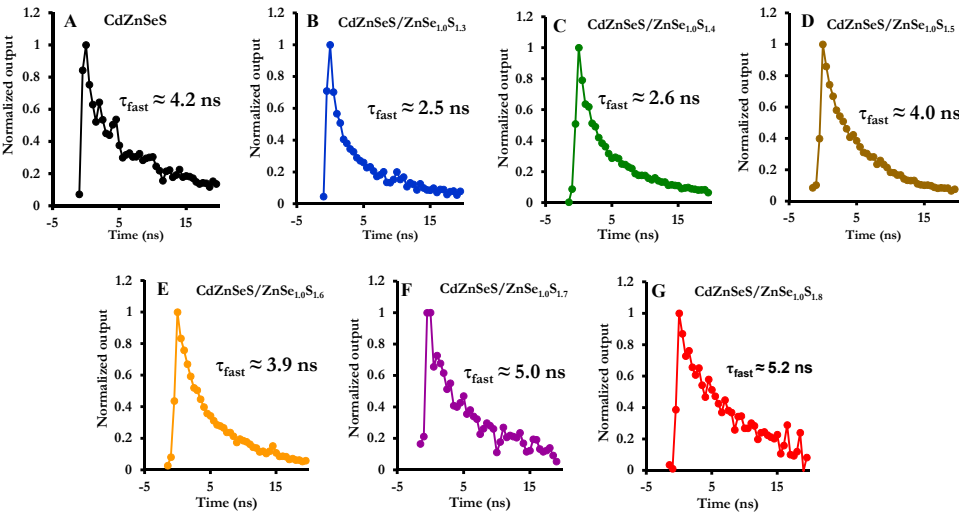 A CdZnSeS
Normalized output
1.2
1
0.8
0.6
0.4
0.2
0
τfast ≈ 4.2 ns
-5 5 15
Time (ns)
B CdZnSeS/ZnSe1.0S1.3
Normalized output
1.2
1
0.8
0.6
0.4
0.2
0
τfast ≈ 2.5 ns
-5 5 15
Time (ns)
C CdZnSeS/ZnSe1.0S1.4
Normalized output
1.2
1
0.8
0.6
0.4
0.2
0
τfast ≈ 2.6 ns
-5 5 15
Time (ns)
D CdZnSeS/ZnSe1.0S1.5
Normalized output
1.2
1
0.8
0.6
0.4
0.2
0
τfast ≈ 4.0 ns
-5 5 15
Time (ns)
E CdZnSeS/ZnSe1.0S1.6
Normalized output
1.2
1
0.8
0.6
0.4
0.2
0
τfast ≈ 3.9 ns
-5 5 15
Time (ns)
F CdZnSeS/ZnSe1.0S1.7
Normalized output
1.2
1
0.8
0.6
0.4
0.2
0
τfast ≈ 5.0 ns
-5 5 15
Time (ns)
G CdZnSeS/ZnSe1.0S1.8
Normalized output
1.2
1
0.8
0.6
0.4
0.2
0
τfast ≈ 5.2 ns
-5 5 15
Time (ns)